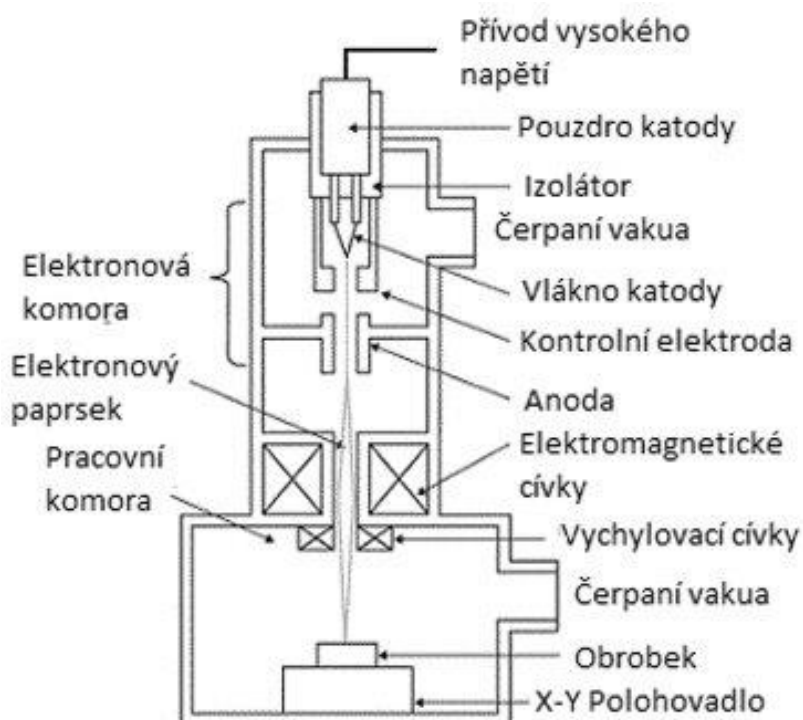 Přívod vysokého
napětí
Pouzdro katody
Izolátor
Čerpaní vakua
Elektronová
komora
Vlákno katody
Kontrolní elektroda
Elektronový
paprsek
Anoda
Elektromagnetické
cívky
Pracovní
komora
Vychylovací cívky
Čerpaní vakua
Obrobek
X-Y Polohovadlo